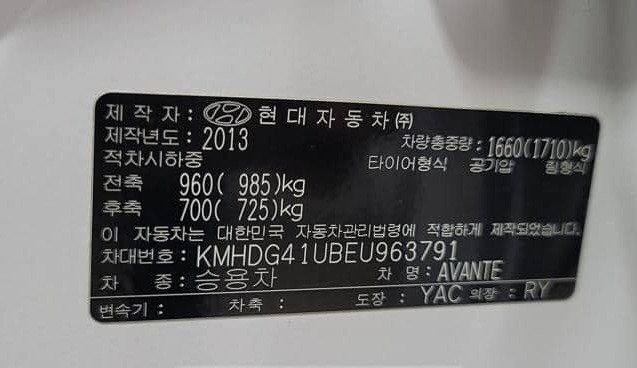 제 작 자 : 현대자동차㈜
제작년도 : 2013 차량총중량 : 1660(1710)kg
적차시하중 타이어형식 공기압 림형식
전축 960( 985)kg
후축 700( 725)kg
이 자동차는 대한민국 자동차관리법령에 적합하게 제작되었습니다.
차대번호 : KMHDG41UBEU963791
차 종 : 승용차 차 명 : AVANTE
변속기 : 차축 : 도장 : YAC 의장 : RY